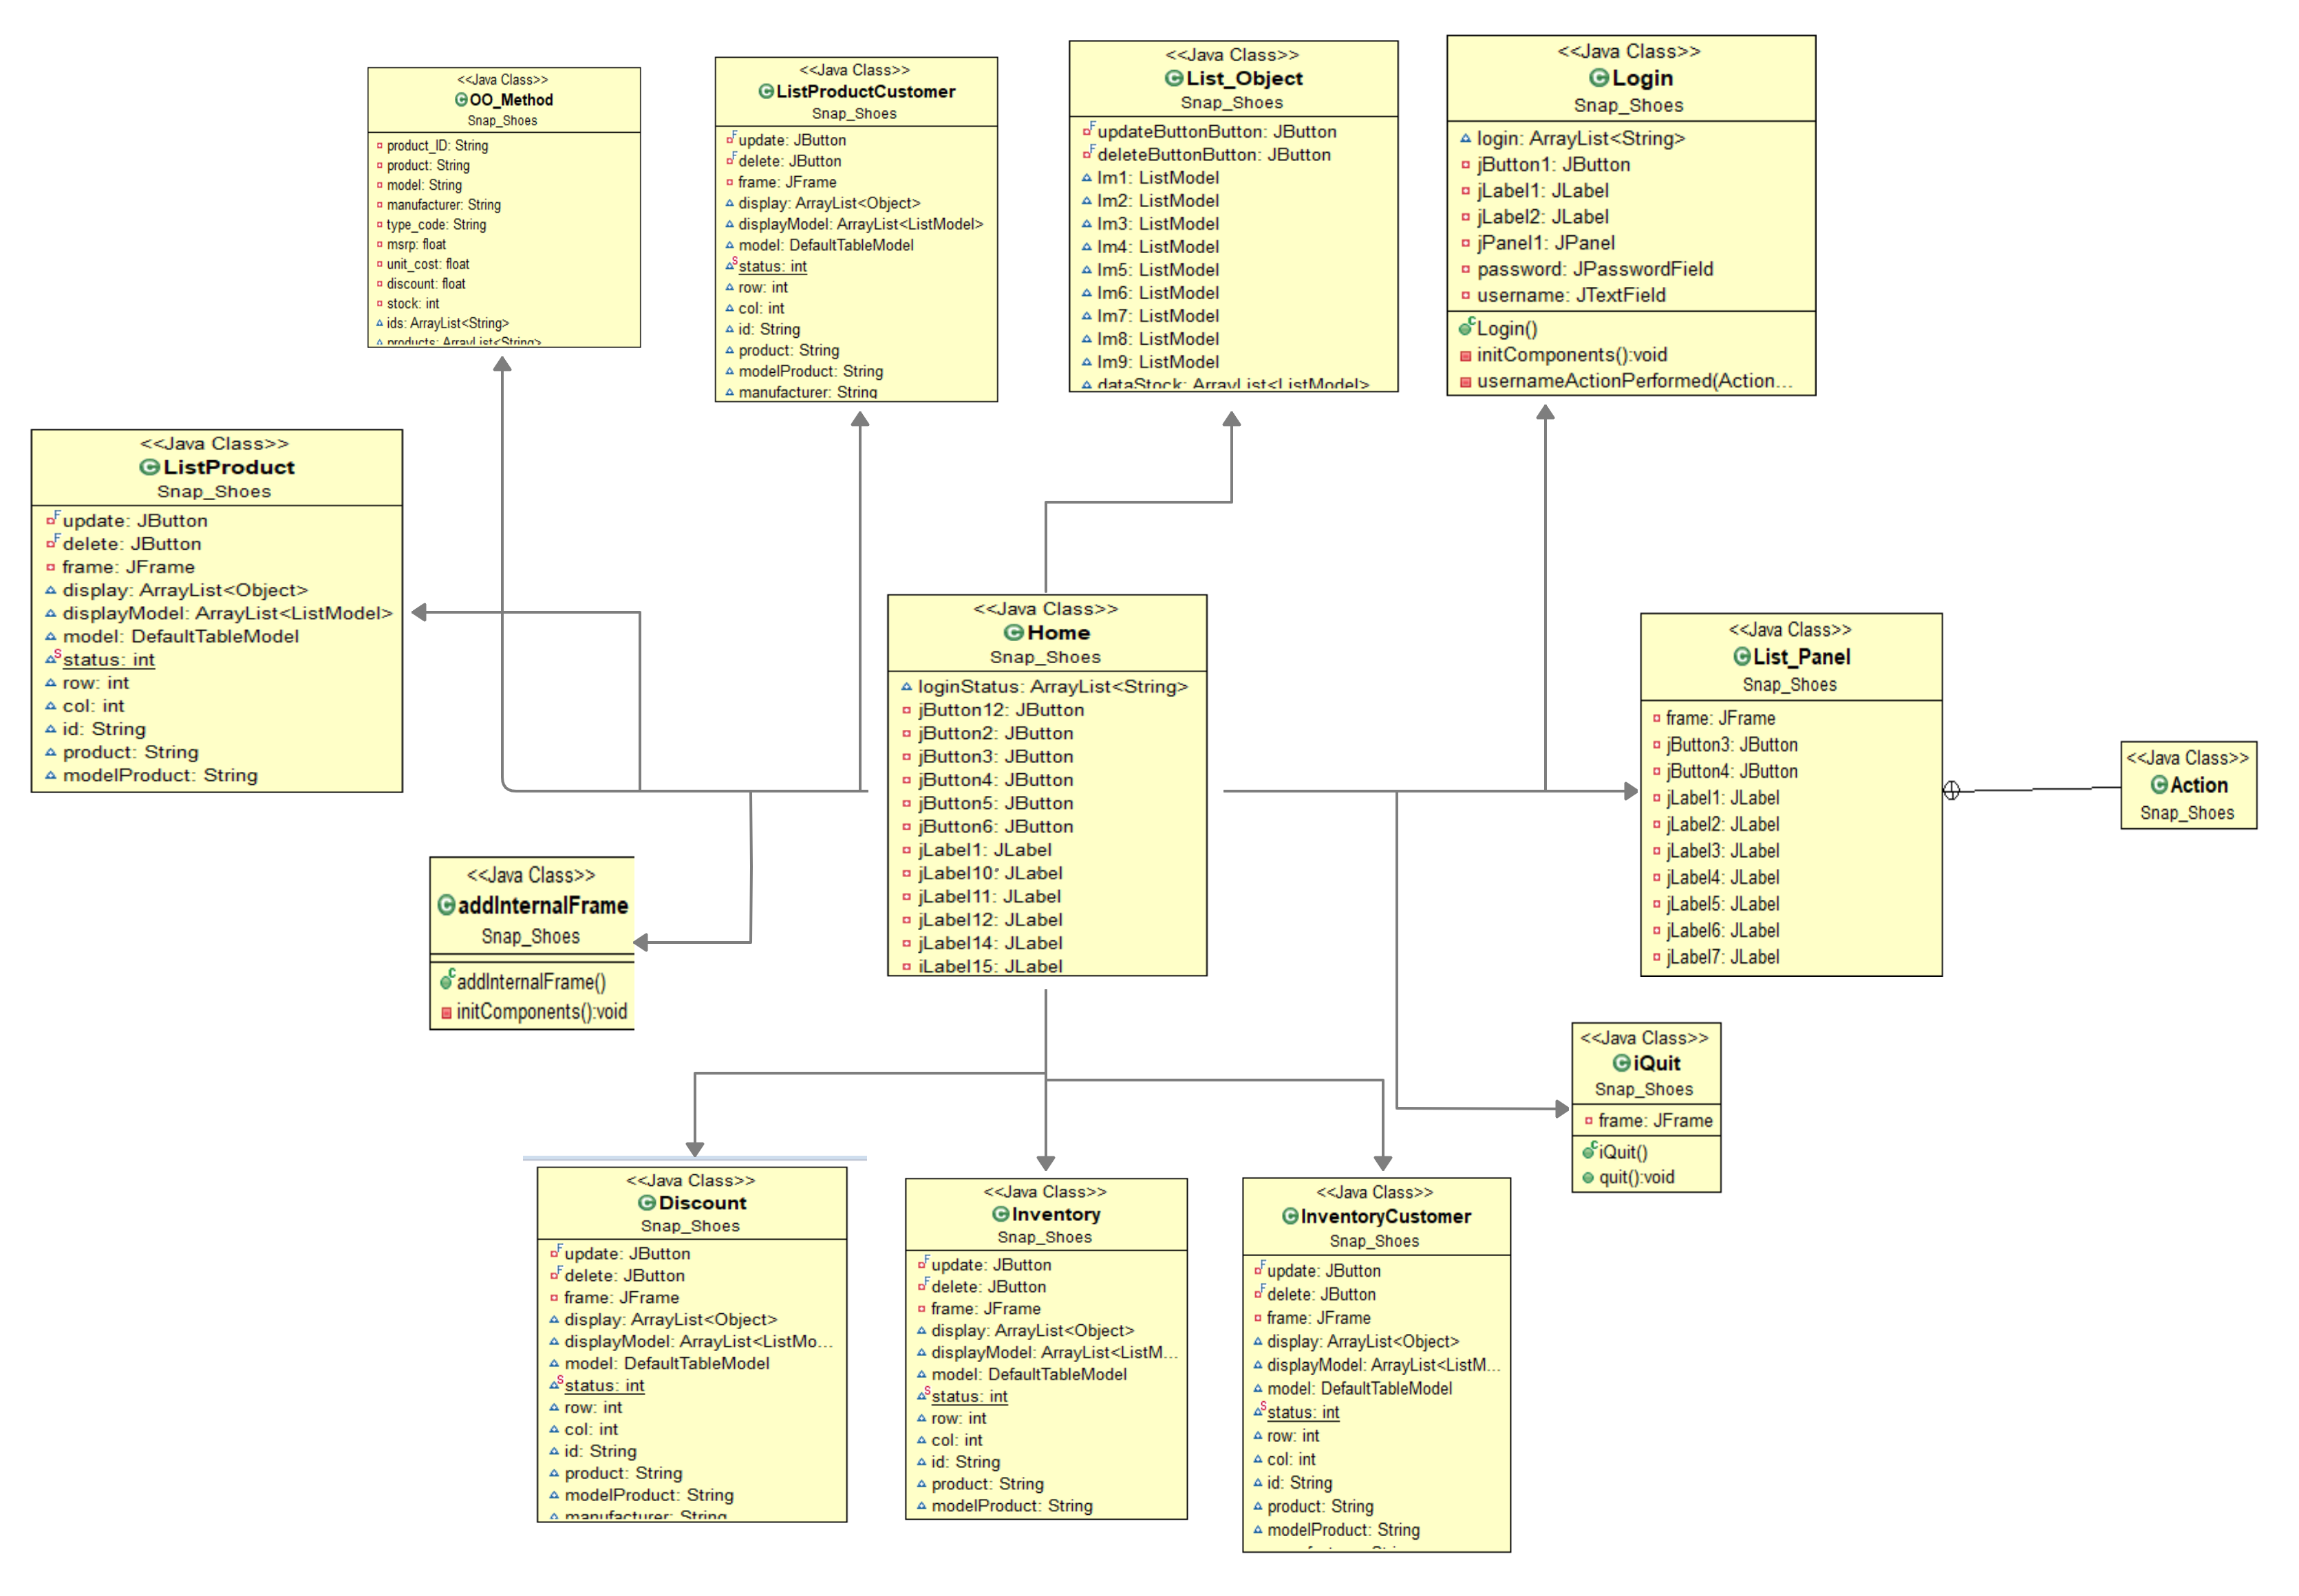 <<Java Class>>
OO_Method
Snap_Shoes
product_ID: String
product: String
model: String
manufacturer: String
type_code: String
msrp: float
unit_cost: float
discount: float
stock: int
ids: ArrayList<String>
products: ArrayList<String>
<<Java Class>>
ListProductCustomer
Snap_Shoes
update: JButton
delete: JButton
frame: JFrame
display: ArrayList<Object>
displayModel: ArrayList<ListModel>
model: DefaultTableModel
status: int
row: int
col: int
id: String
product: String
modelProduct: String
manufacturer: String
<<Java Class>>
List_Object
Snap_Shoes
updateButtonButton: JButton
deleteButtonButton: JButton
lm1: ListModel
lm2: ListModel
lm3: ListModel
lm4: ListModel
lm5: ListModel
lm6: ListModel
lm7: ListModel
lm8: ListModel
lm9: ListModel
dataStock: ArrayList<ListModel>
<<Java Class>>
Login
Snap_Shoes
login: ArrayList<String>
jButton1: JButton
jLabel1: JLabel
jLabel2: JLabel
jPanel1: JPanel
password: JPasswordField
username: JTextField
Login()
initComponents():void
usernameActionPerformed(Action...
<<Java Class>>
ListProduct
Snap_Shoes
update: JButton
delete: JButton
frame: JFrame
display: ArrayList<Object>
displayModel: ArrayList<ListModel>
model: DefaultTableModel
status: int
row: int
col: int
id: String
product: String
modelProduct: String
<<Java Class>>
Home
Snap_Shoes
loginStatus: ArrayList<String>
jButton12: JButton
jButton2: JButton
jButton3: JButton
jButton4: JButton
jButton5: JButton
jButton6: JButton
jLabel1: JLabel
jLabel10: JLabel
jLabel11: JLabel
jLabel12: JLabel
jLabel14: JLabel
jLabel15: JLabel
<<Java Class>>
List_Panel
Snap_Shoes
frame: JFrame
jButton3: JButton
jButton4: JButton
jLabel1: JLabel
jLabel2: JLabel
jLabel3: JLabel
jLabel4: JLabel
jLabel5: JLabel
jLabel6: JLabel
jLabel7: JLabel
<<Java Class>>
Action
Snap_Shoes
<<Java Class>>
addInternalFrame
Snap_Shoes
addInternalFrame()
initComponents():void
<<Java Class>>
iQuit
Snap_Shoes
frame: JFrame
iQuit()
quit():void
<<Java Class>>
Discount
Snap_Shoes
update: JButton
delete: JButton
frame: JFrame
display: ArrayList<Object>
displayModel: ArrayList<ListMo...
model: DefaultTableModel
status: int
row: int
col: int
id: String
product: String
modelProduct: String
manufacturer: String
<<Java Class>>
Inventory
Snap_Shoes
update: JButton
delete: JButton
frame: JFrame
display: ArrayList<Object>
displayModel: ArrayList<ListM...
model: DefaultTableModel
status: int
row: int
col: int
id: String
product: String
modelProduct: String
<<Java Class>>
InventoryCustomer
Snap_Shoes
update: JButton
delete: JButton
frame: JFrame
display: ArrayList<Object>
displayModel: ArrayList<ListM...
model: DefaultTableModel
status: int
row: int
col: int
id: String
product: String
modelProduct: String